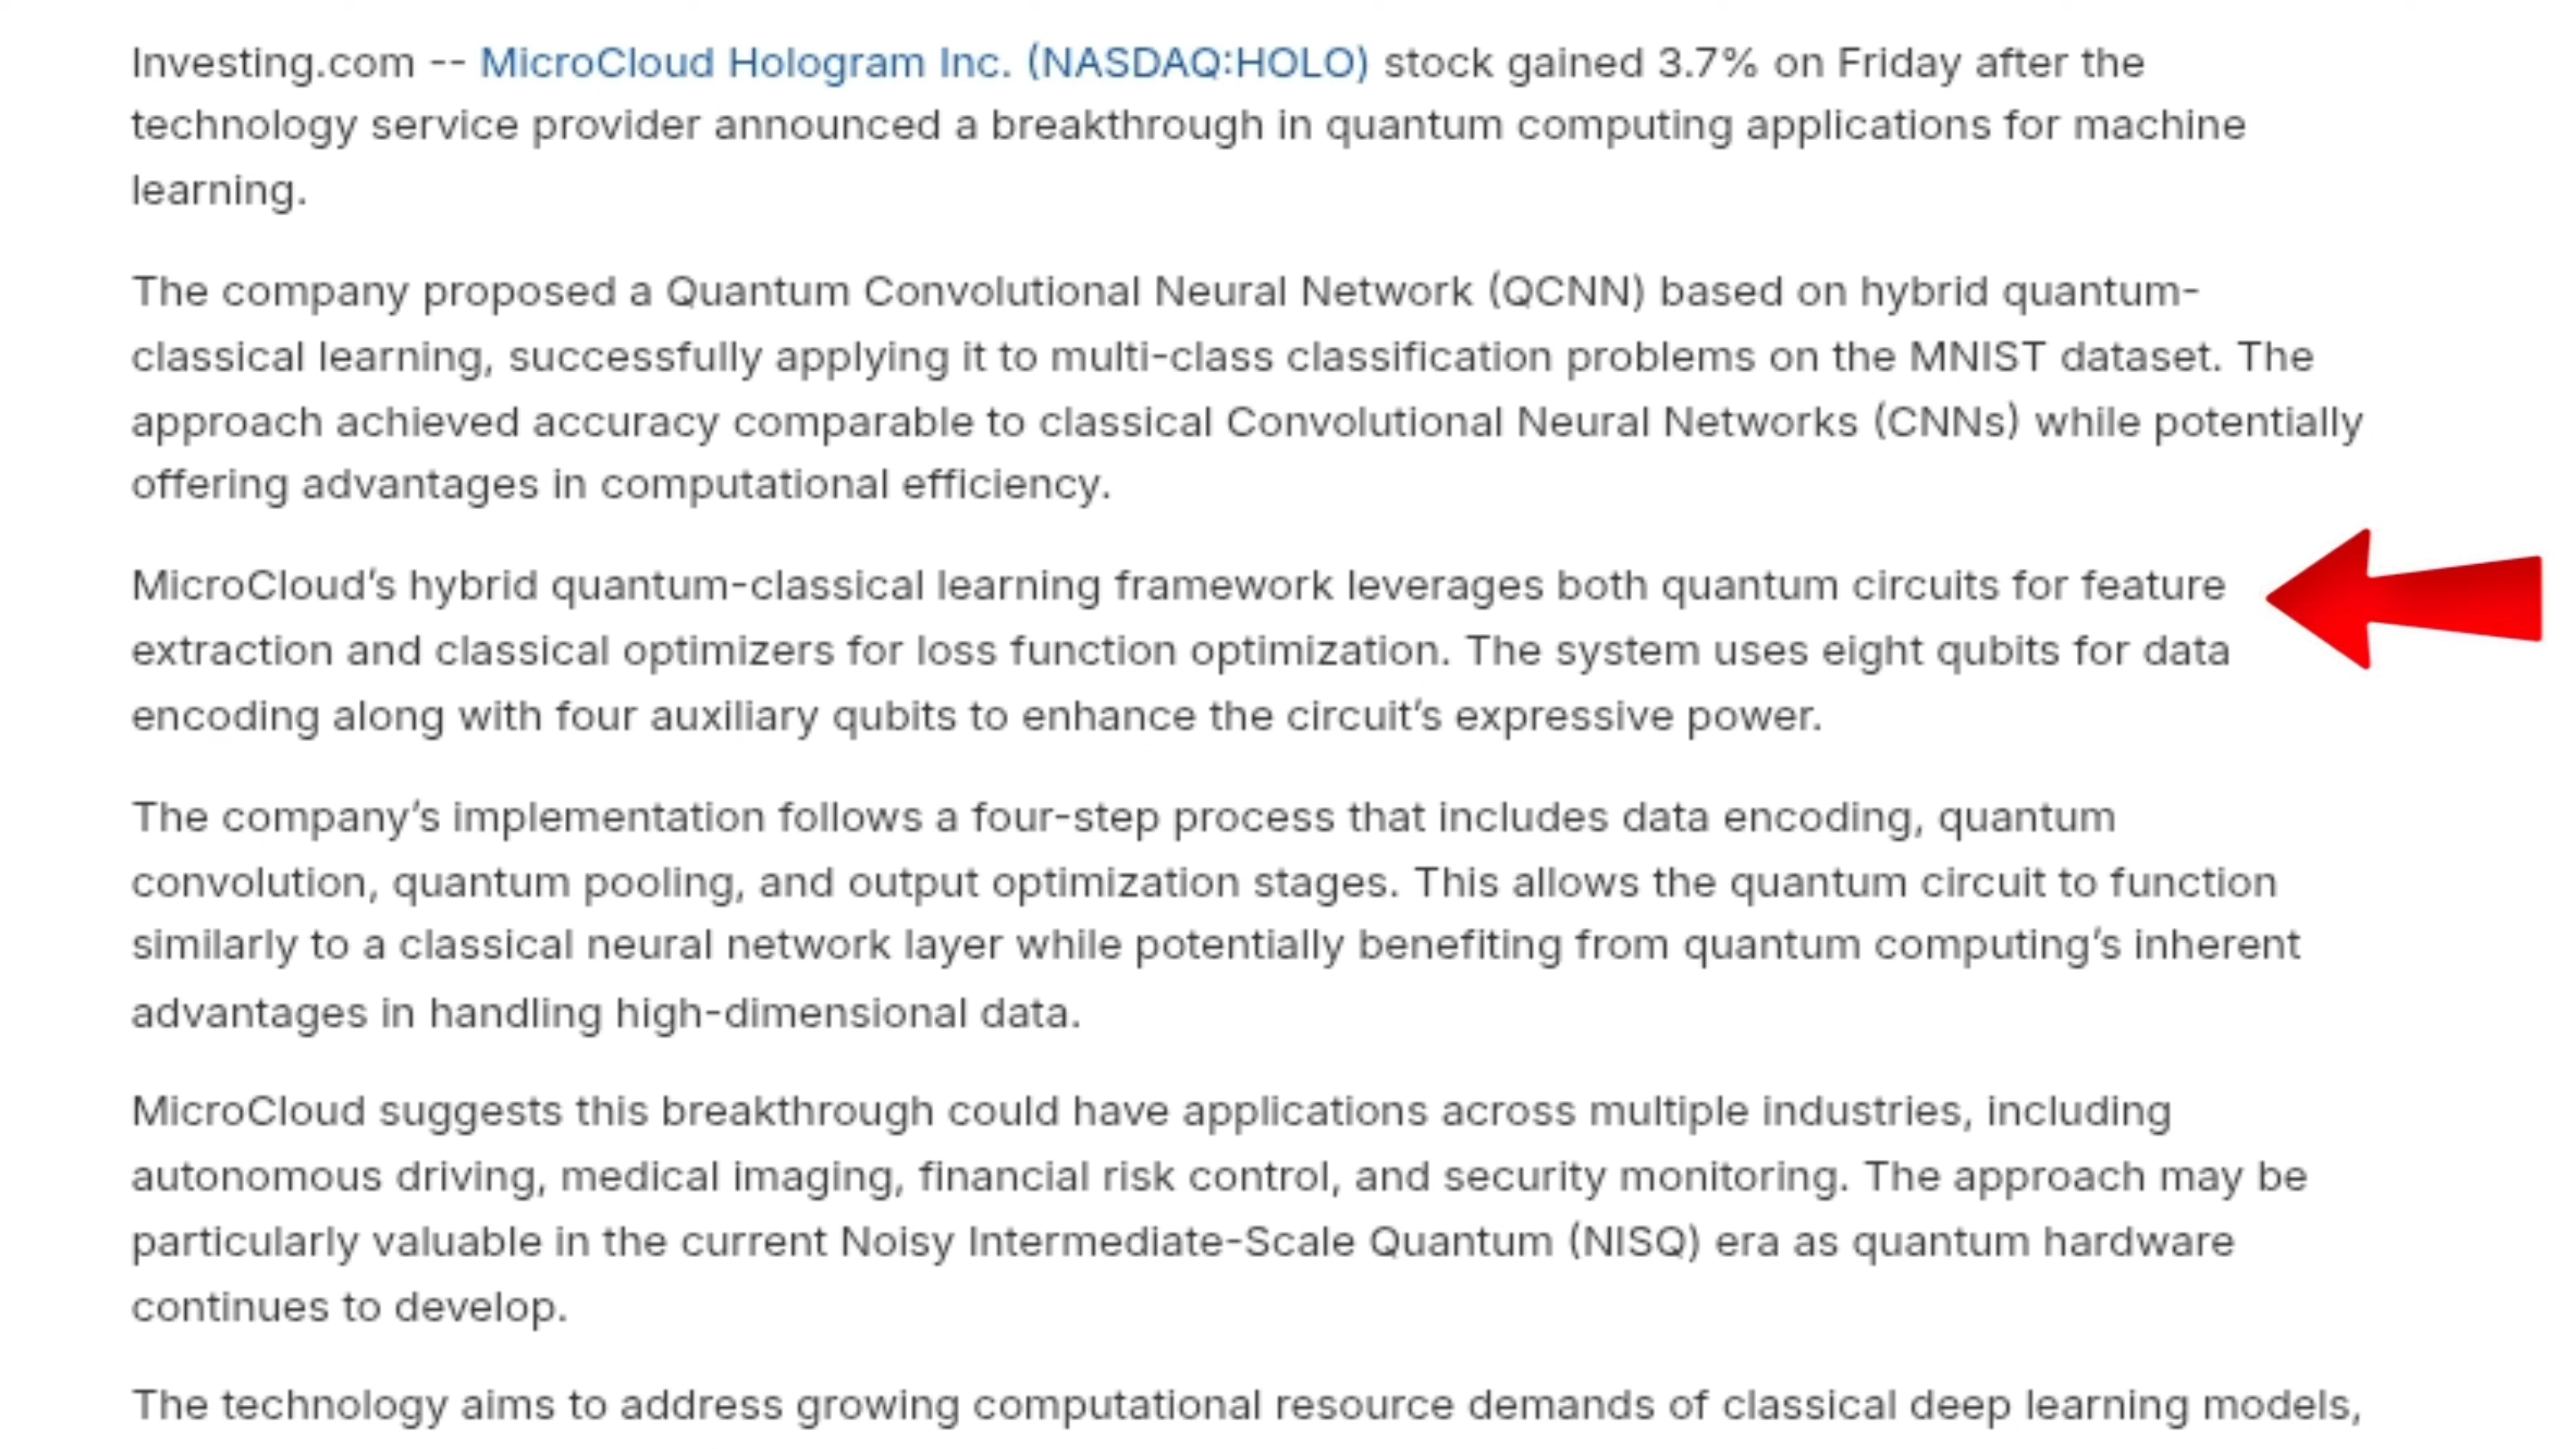 Investing.com -- MicroCloud Hologram Inc. (NASDAQ:HOLO) stock gained 3.7% on Friday after the
technology service provider announced a breakthrough in quantum computing applications for machine
learning.
The company proposed a Quantum Convolutional Neural Network (QCNN) based on hybrid quantum-
classical learning, successfully applying it to multi-class classification problems on the MNIST dataset. The
approach achieved accuracy comparable to classical Convolutional Neural Networks (CNNs) while potentially
offering advantages in computational efficiency.
MicroCloud’s hybrid quantum-classical learning framework leverages both quantum circuits for feature
extraction and classical optimizers for loss function optimization. The system uses eight qubits for data
encoding along with four auxiliary qubits to enhance the circuit’s expressive power.
The company’s implementation follows a four-step process that includes data encoding, quantum
convolution, quantum pooling, and output optimization stages. This allows the quantum circuit to function
similarly to a classical neural network layer while potentially benefiting from quantum computing’s inherent
advantages in handling high-dimensional data.
MicroCloud suggests this breakthrough could have applications across multiple industries, including
autonomous driving, medical imaging, financial risk control, and security monitoring. The approach may be
particularly valuable in the current Noisy Intermediate-Scale Quantum (NISQ) era as quantum hardware
continues to develop.
The technology aims to address growing computational resource demands of classical deep learning models,